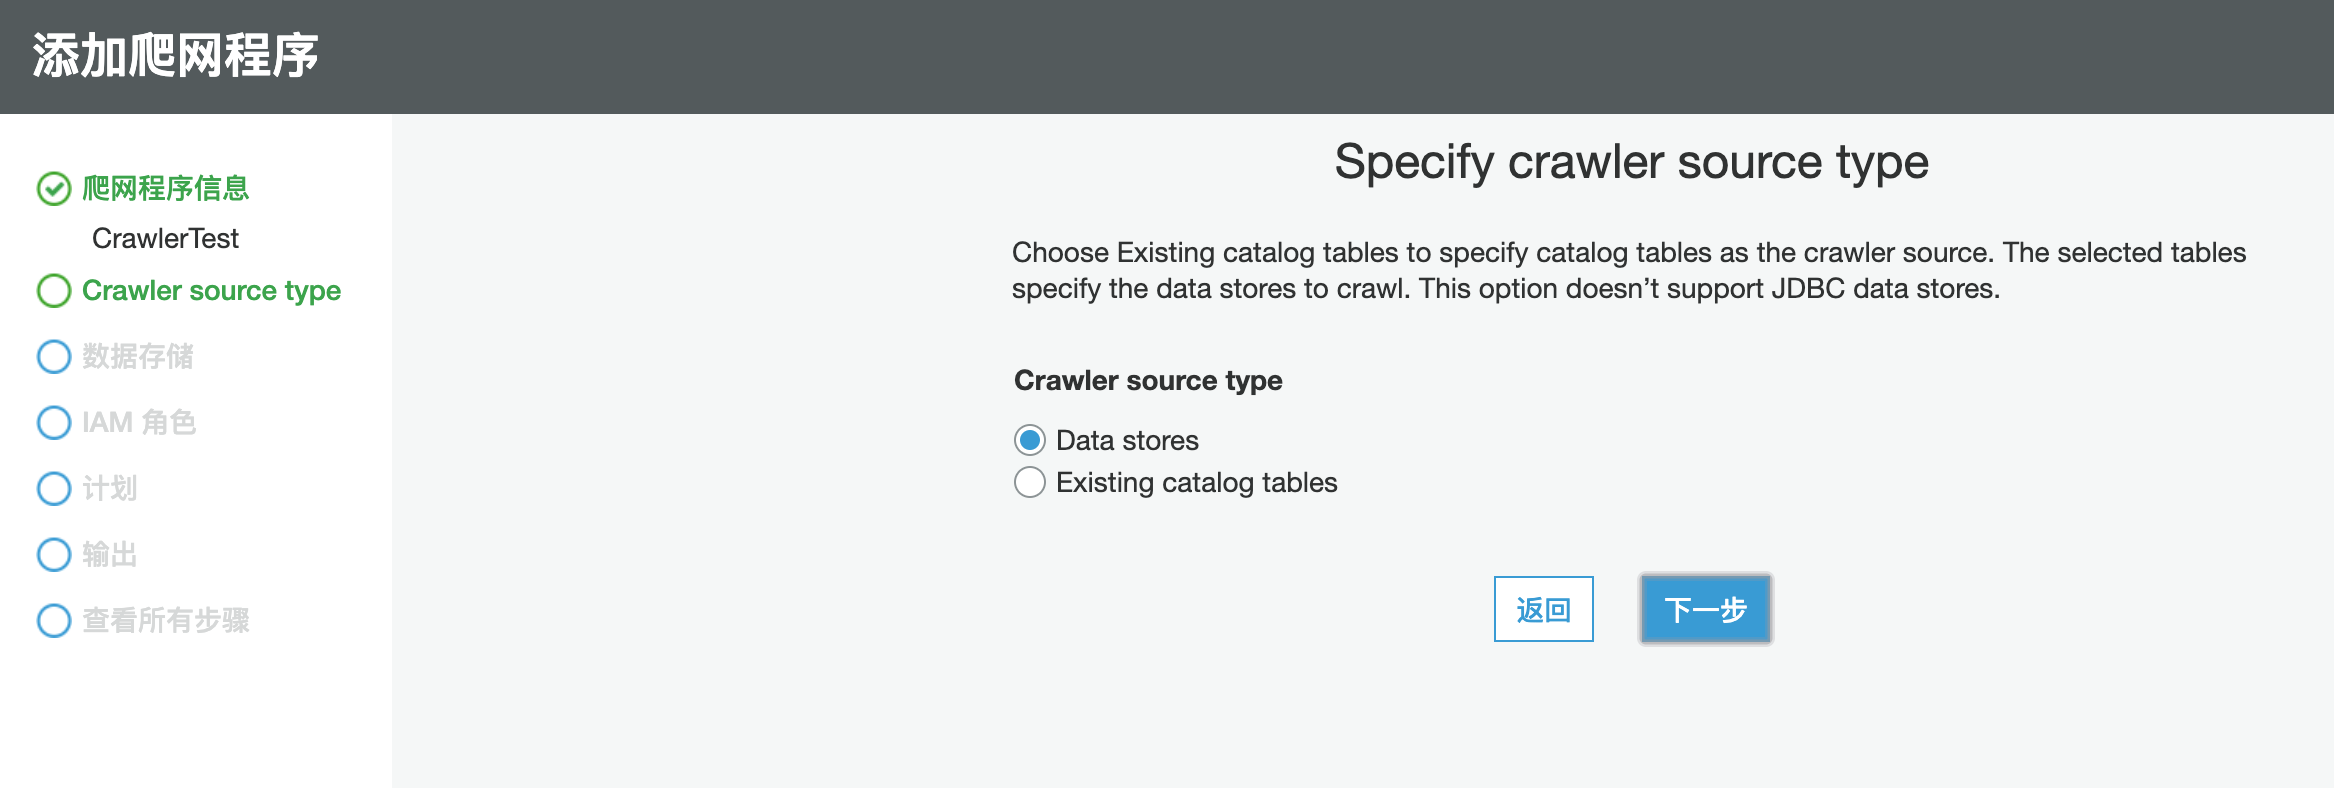 添加爬网程序
爬网程序信息
CrawlerTest
Crawler source type
数据存储
IAM 角色
计划
输出
查看所有步骤
Specify crawler source type
Choose Existing catalog tables to specify catalog tables as the crawler source. The selected tables
specify the data stores to crawl. This option doesn’t support JDBC data stores.
Crawler source type
Data stores
Existing catalog tables
返回
下一步